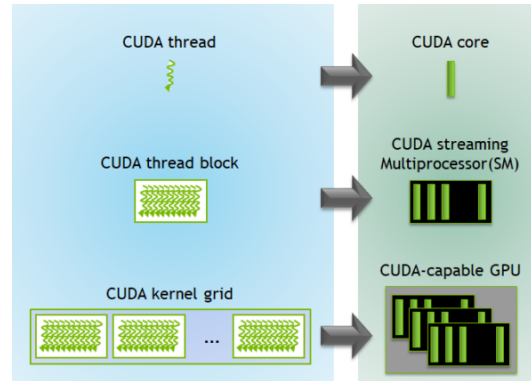 CUDA thread
CUDA core
CUDA thread block
CUDA streaming
Multiprocessor(SM)
CUDA kernel grid
CUDA-capable GPU
...